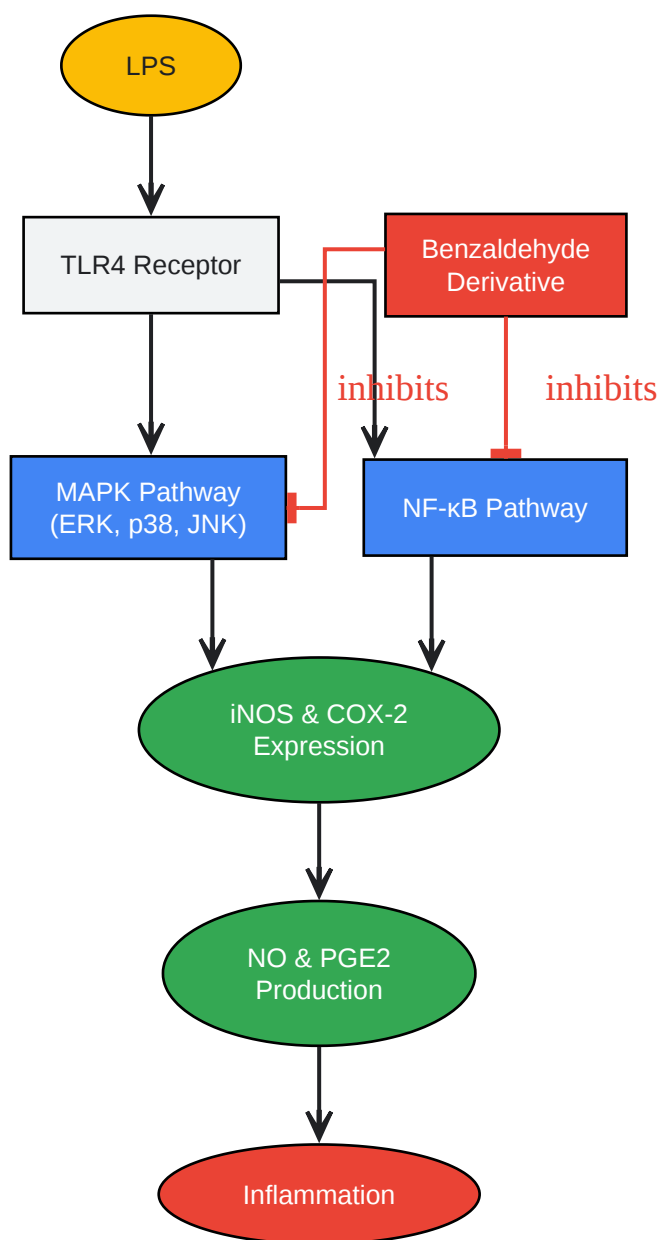 LPS
TLR4 Receptor
Benzaldehyde
Derivative
inhibits
inhibits
MAPK Pathway
(ERK, p38, JNK)
NF-κB Pathway
iNOS & COX-2
Expression
NO & PGE2
Production
Inflammation